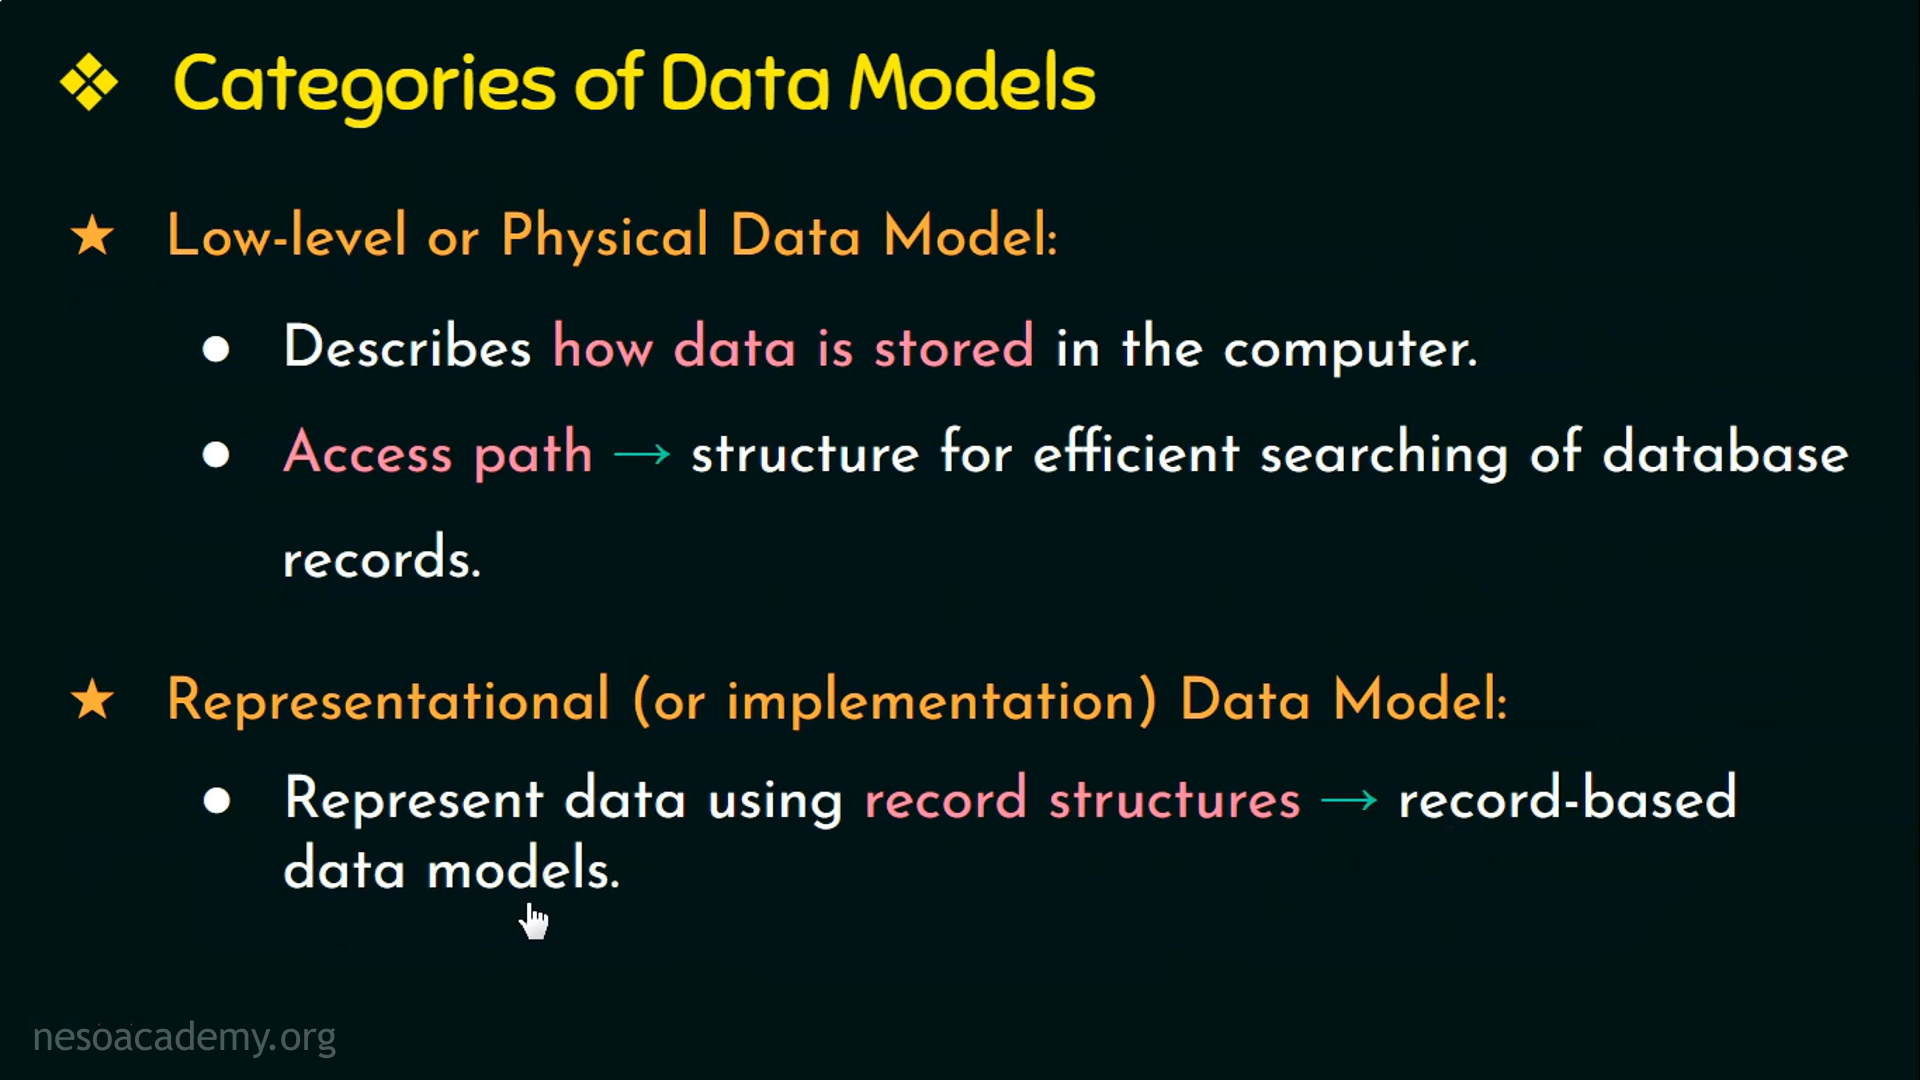 ❖ Categories of Data Models
★ Low-level or Physical Data Model:
● Describes how data is stored in the computer.
● Access path → structure for efficient searching of database
records.
★ Representational (or implementation) Data Model:
● Represent data using record structures → record-based
data models.
nesoacademy.org